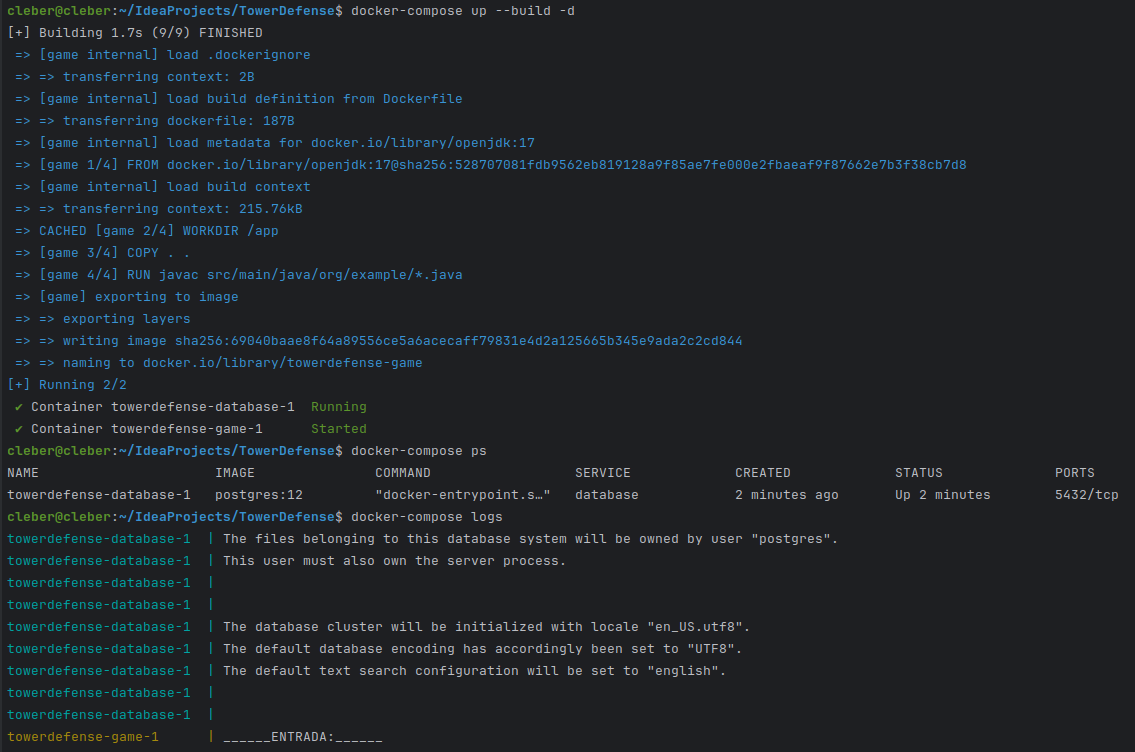 cleber@cleber:~/IdeaProjects/TowerDefense$ docker-compose up --build -d
[+] Building 1.7s (9/9) FINISHED
=> [game internal] load .dockerignore
=> => transferring context: 2B
=> [game internal] load build definition from Dockerfile
=> => transferring dockerfile: 187B
=> [game internal] load metadata for docker.io/library/openjdk:17
=> [game 1/4] FROM docker.io/library/openjdk:17@sha256:528707081fdb9562eb819128a9f85ae7fe000e2fbaeaf9f87662e7b3f38cb7d8
=> [game internal] load build context
=> => transferring context: 215.76kB
=> CACHED [game 2/4] WORKDIR /app
=> [game 3/4] COPY . .
=> [game 4/4] RUN javac src/main/java/org/example/*.java
=> [game] exporting to image
=> => exporting layers
=> => writing image sha256:69040baae8f64a89556ce5a6acecaff79831e4d2a125665b345e9ada2c2cd844
=> => naming to docker.io/library/towerdefense-game
[+] Running 2/2
✔ Container towerdefense-database-1  Running
✔ Container towerdefense-game-1      Started
cleber@cleber:~/IdeaProjects/TowerDefense$ docker-compose ps
NAME                      IMAGE               COMMAND                  SERVICE             CREATED             STATUS              PORTS
towerdefense-database-1   postgres:12         "docker-entrypoint.s…"   database            2 minutes ago       Up 2 minutes        5432/tcp
cleber@cleber:~/IdeaProjects/TowerDefense$ docker-compose logs
towerdefense-database-1  | The files belonging to this database system will be owned by user "postgres".
towerdefense-database-1  | This user must also own the server process.
towerdefense-database-1  |
towerdefense-database-1  |
towerdefense-database-1  | The database cluster will be initialized with locale "en_US.utf8".
towerdefense-database-1  | The default database encoding has accordingly been set to "UTF8".
towerdefense-database-1  | The default text search configuration will be set to "english".
towerdefense-database-1  |
towerdefense-database-1  |
towerdefense-game-1      | ______ENTRADA:______